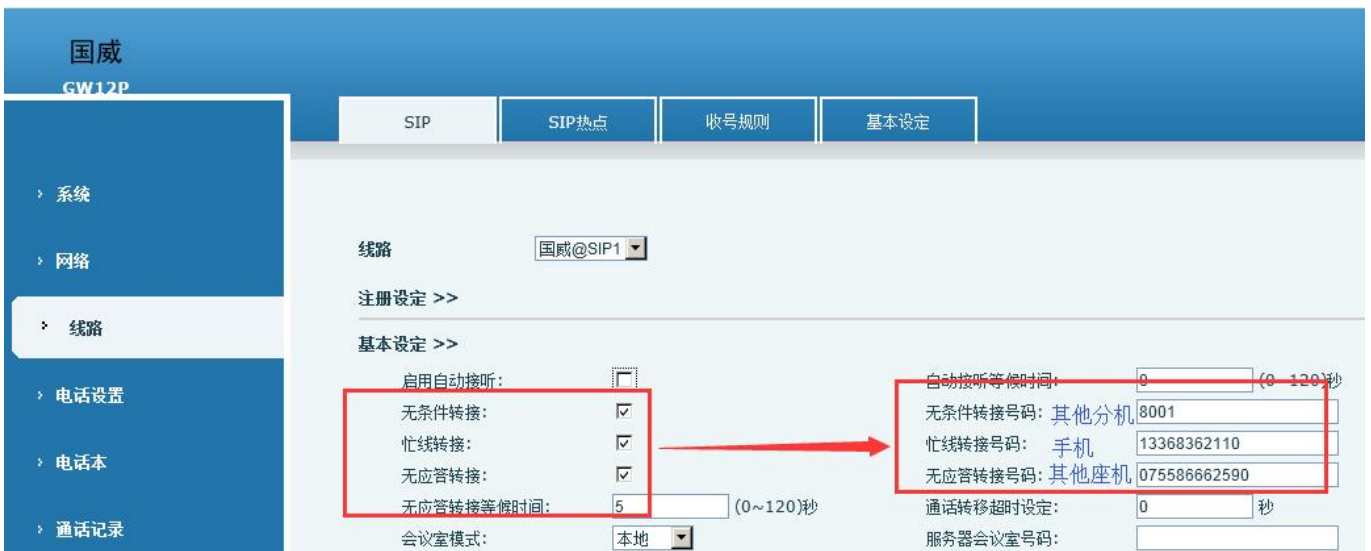 国威
GW12P
SIP SIP热点 收号规则 基本设定
› 系统
› 网络
线路 国威@SIP1
注册设定 >>
› 线路
基本设定 >>
启用自动接听: 自动接听等候时间: 0 (0~120)秒
› 电话设置
无条件转接: 无条件转接号码: 其他分机 8001
忙线转接: 忙线转接号码: 手机 13368362110
› 电话本
无应答转接: 无应答转接号码: 其他座机 075586662590
无应答转接等候时间: 5 (0~120)秒 通话转移超时设定: 0 秒
› 通话记录
会议室模式: 本地 服务器会议室号码: